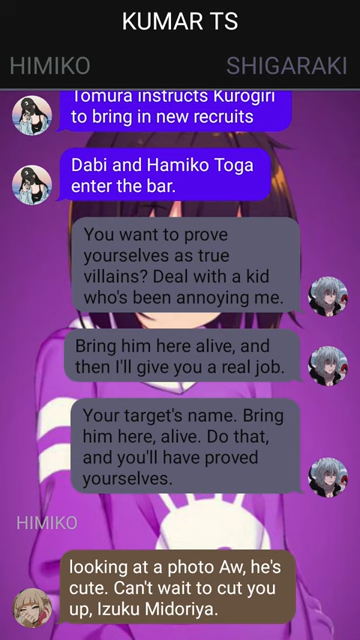 KUMAR TS
HIMIKO
SHIGARAKI
Tomura instructs Kurogiri
to bring in new recruits
Dabi and Hamiko Toga
enter the bar.
You want to prove
yourselves as true
villains? Deal with a kid
who's been annoying me.
Bring him here alive, and
then I'll give you a real job.
Your target's name. Bring
him here, alive. Do that,
and you'll have proved
yourselves.
HIMIKO
looking at a photo Aw, he's
cute. Can't wait to cut you
up, Izuku Midoriya.